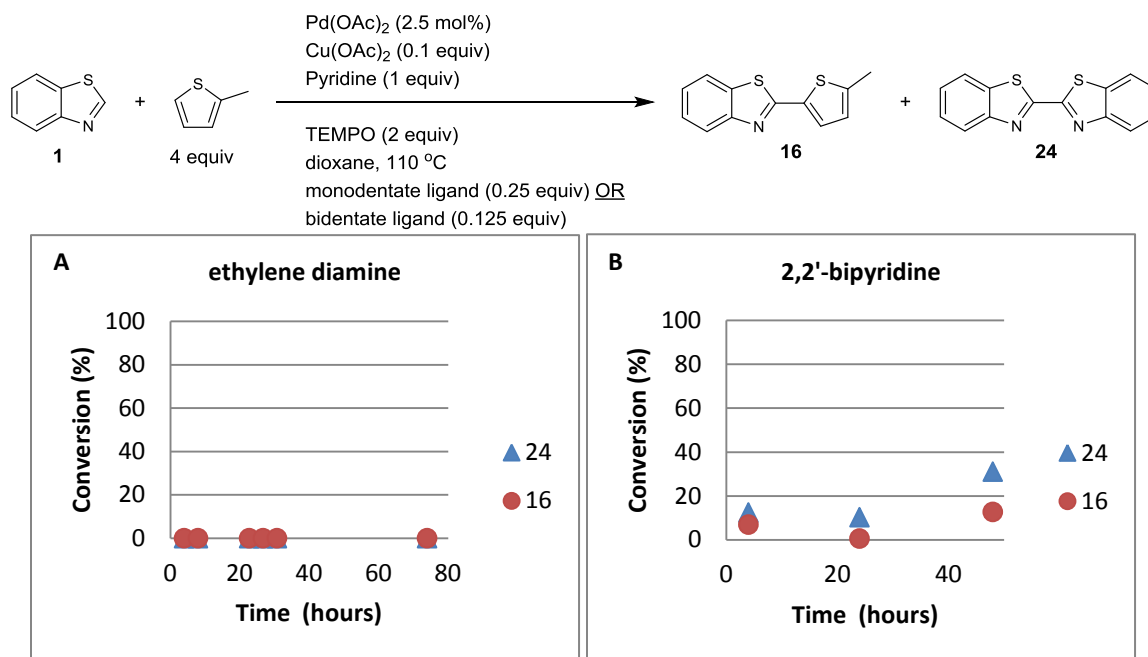 Pd(OAc)2 (2.5 mol%)
Cu(OAc)2 (0.1 equiv)
Pyridine (1 equiv)
S
N
1
+
S
4 equiv
TEMPO (2 equiv)
dioxane, 110 oC
monodentate ligand (0.25 equiv) OR
bidentate ligand (0.125 equiv)
S
N
S
16
+
S
N
S
N
24
A
ethylene diamine
Conversion (%)
100
80
60
40
20
0
0 20 40 60 80
Time (hours)
24
16
B
2,2'-bipyridine
Conversion (%)
100
80
60
40
20
0
0 20 40
Time (hours)
24
16